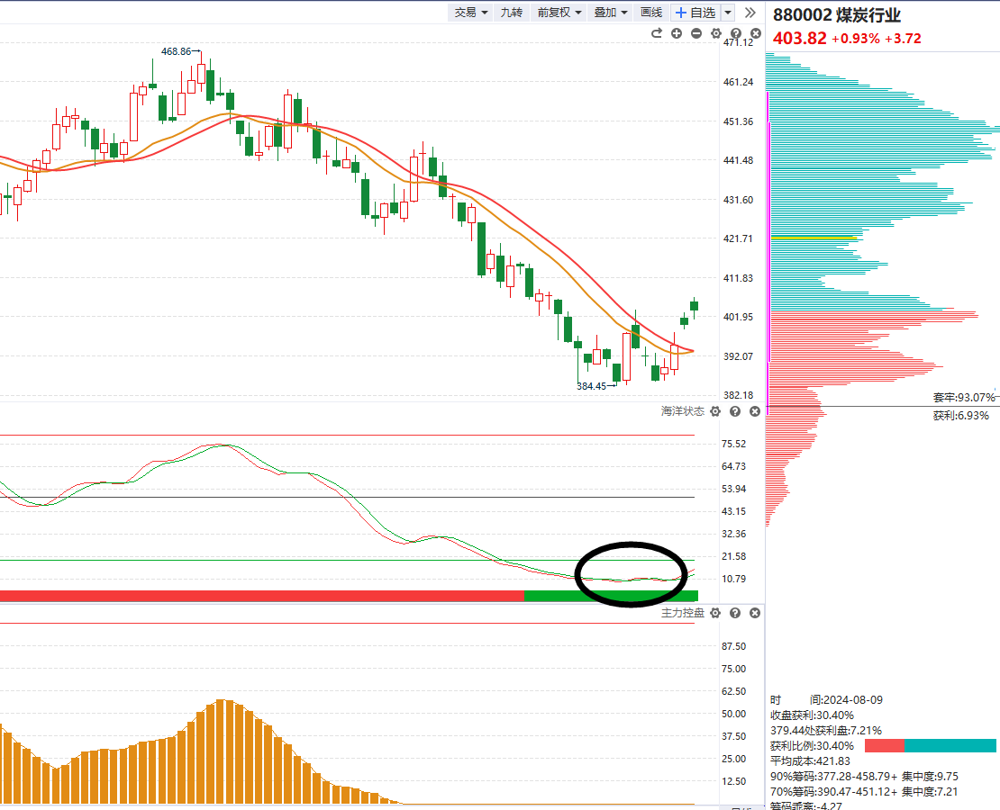 交易 九转 前复权 叠加 画线 ＋自选
880002 煤炭行业
403.82 +0.93% +3.72
471.12
468.86
461.24
451.36
441.48
431.60
421.71
411.83
401.95
392.07
384.45
382.18
套牢:93.07%
获利:6.93%
海洋状态
75.52
64.73
53.94
43.15
32.36
21.58
10.79
主力控盘
87.50
75.00
62.50
50.00
37.50
25.00
12.50
时 间:2024-08-09
收盘获利:30.40%
379.44处获利盘:7.21%
获利比例:30.40%
平均成本:421.83
90%筹码:377.28-458.79+ 集中度:9.75
70%筹码:390.47-451.12+ 集中度:7.21
筹码乖离:-4.27